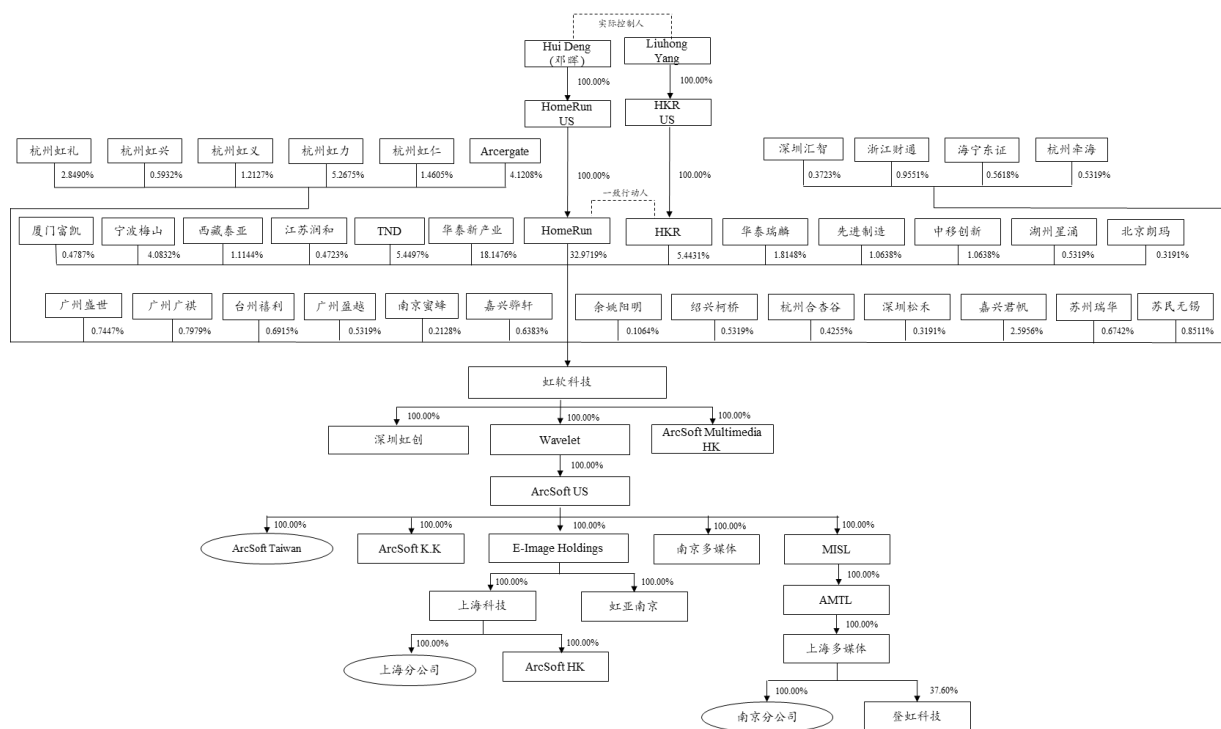 实际控制人
Hui Deng
(邓晖)
Liuhong
Yang
100.00%
100.00%
HomeRun
US
HKR
US
杭州虹礼
杭州虹兴
杭州虹义
杭州虹力
杭州虹仁
Arcergate
深圳汇智
浙江财通
海宁东证
杭州牵海
2.8490%
0.5932%
1.2127%
5.2675%
1.4605%
4.1208%
100.00%
100.00%
0.3723%
0.9551%
0.5618%
0.5319%
一致行动人
厦门富凯
宁波梅山
西藏泰亚
江苏润和
TND
华泰新产业
HomeRun
HKR
华泰瑞麟
先进制造
中移创新
湖州星涌
北京朗玛
0.4787%
4.0832%
1.1144%
0.4723%
5.4497%
18.1476%
32.9719%
5.4431%
1.8148%
1.0638%
1.0638%
0.5319%
0.3191%
广州盛世
广州广祺
台州禧利
广州盈越
南京蜜蜂
嘉兴骅轩
余姚阳明
绍兴柯桥
杭州合杏谷
深圳松禾
嘉兴君帆
苏州瑞华
苏民无锡
0.7447%
0.7979%
0.6915%
0.5319%
0.2128%
0.6383%
0.1064%
0.5319%
0.4255%
0.3191%
2.5956%
0.6742%
0.8511%
虹软科技
100.00%
100.00%
100.00%
深圳虹创
Wavelet
ArcSoft Multimedia
HK
100.00%
ArcSoft US
100.00%
100.00%
100.00%
100.00%
100.00%
ArcSoft Taiwan
ArcSoft K.K
E-Image Holdings
南京多媒体
MISL
100.00%
100.00%
100.00%
上海科技
虹亚南京
AMTL
100.00%
100.00%
100.00%
上海分公司
ArcSoft HK
上海多媒体
100.00%
37.60%
南京分公司
登虹科技